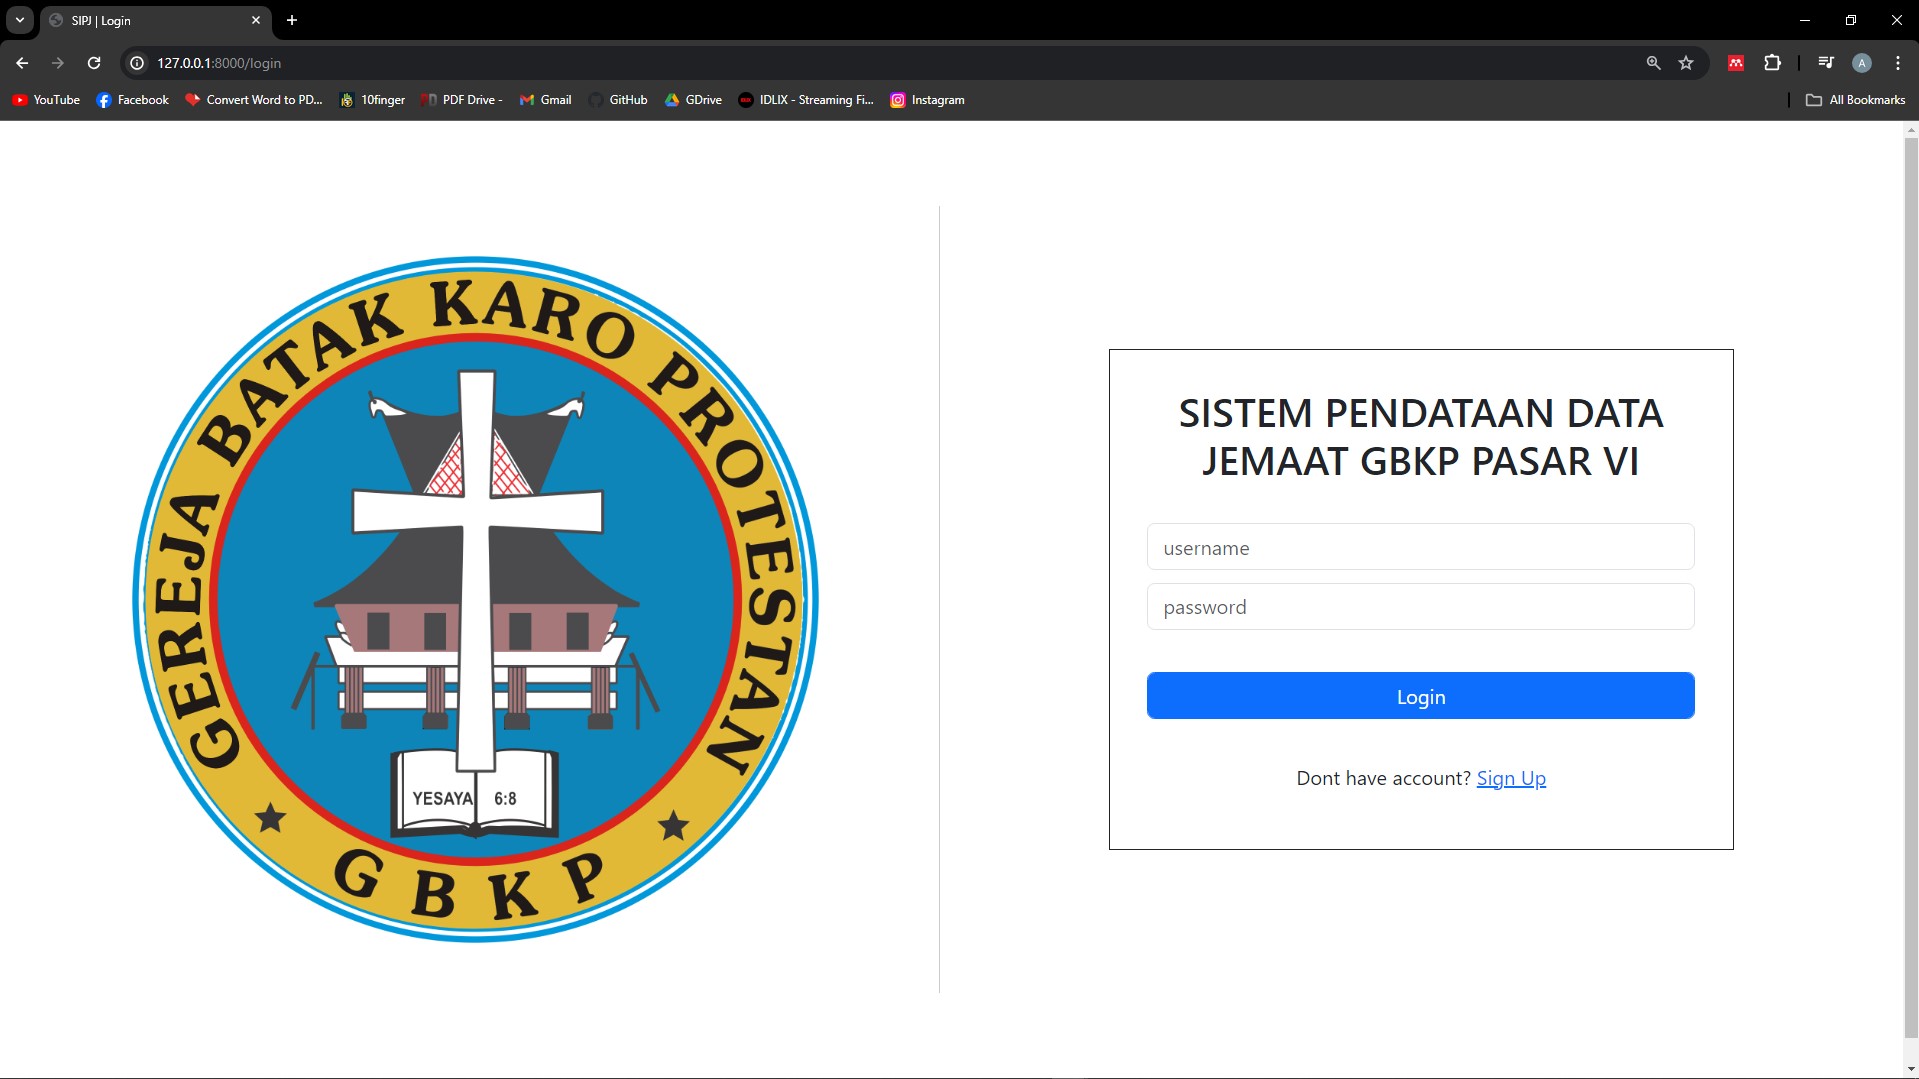 SIPJ | Login
127.0.0.1:8000/login
A
YouTube
Facebook
Convert Word to PD...
10finger
PDF Drive -
Gmail
GitHub
GDrive
IDLIX - Streaming Fi...
Instagram
All Bookmarks
GEREJA BATAK KARO PROTESTAN
YESAYA 6:8
GBKP
SISTEM PENDATAAN DATA
JEMAAT GBKP PASAR VI
username
password
Login
Dont have account? Sign Up